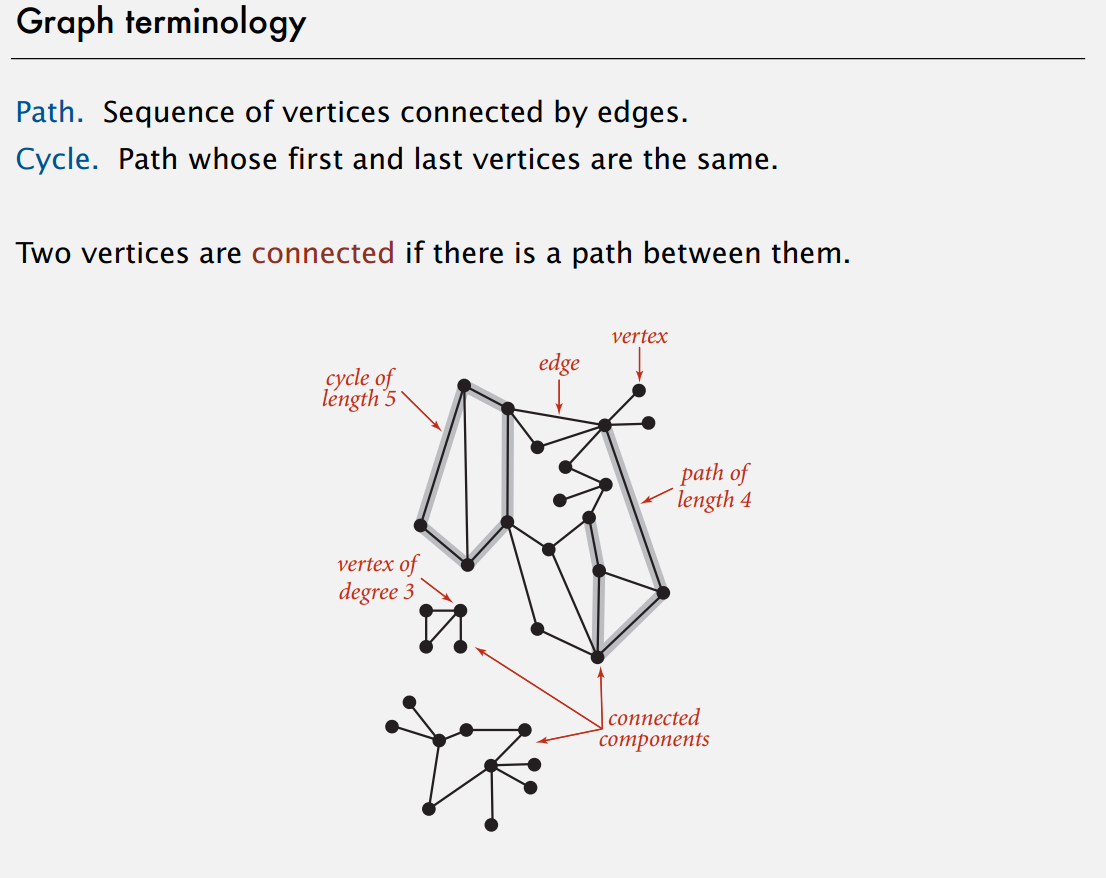 Graph terminology
Path. Sequence of vertices connected by edges.
Cycle. Path whose first and last vertices are the same.
Two vertices are connected if there is a path between them.
vertex
edge
cycle of
length 5
path of
length 4
vertex of
degree 3
connected
components